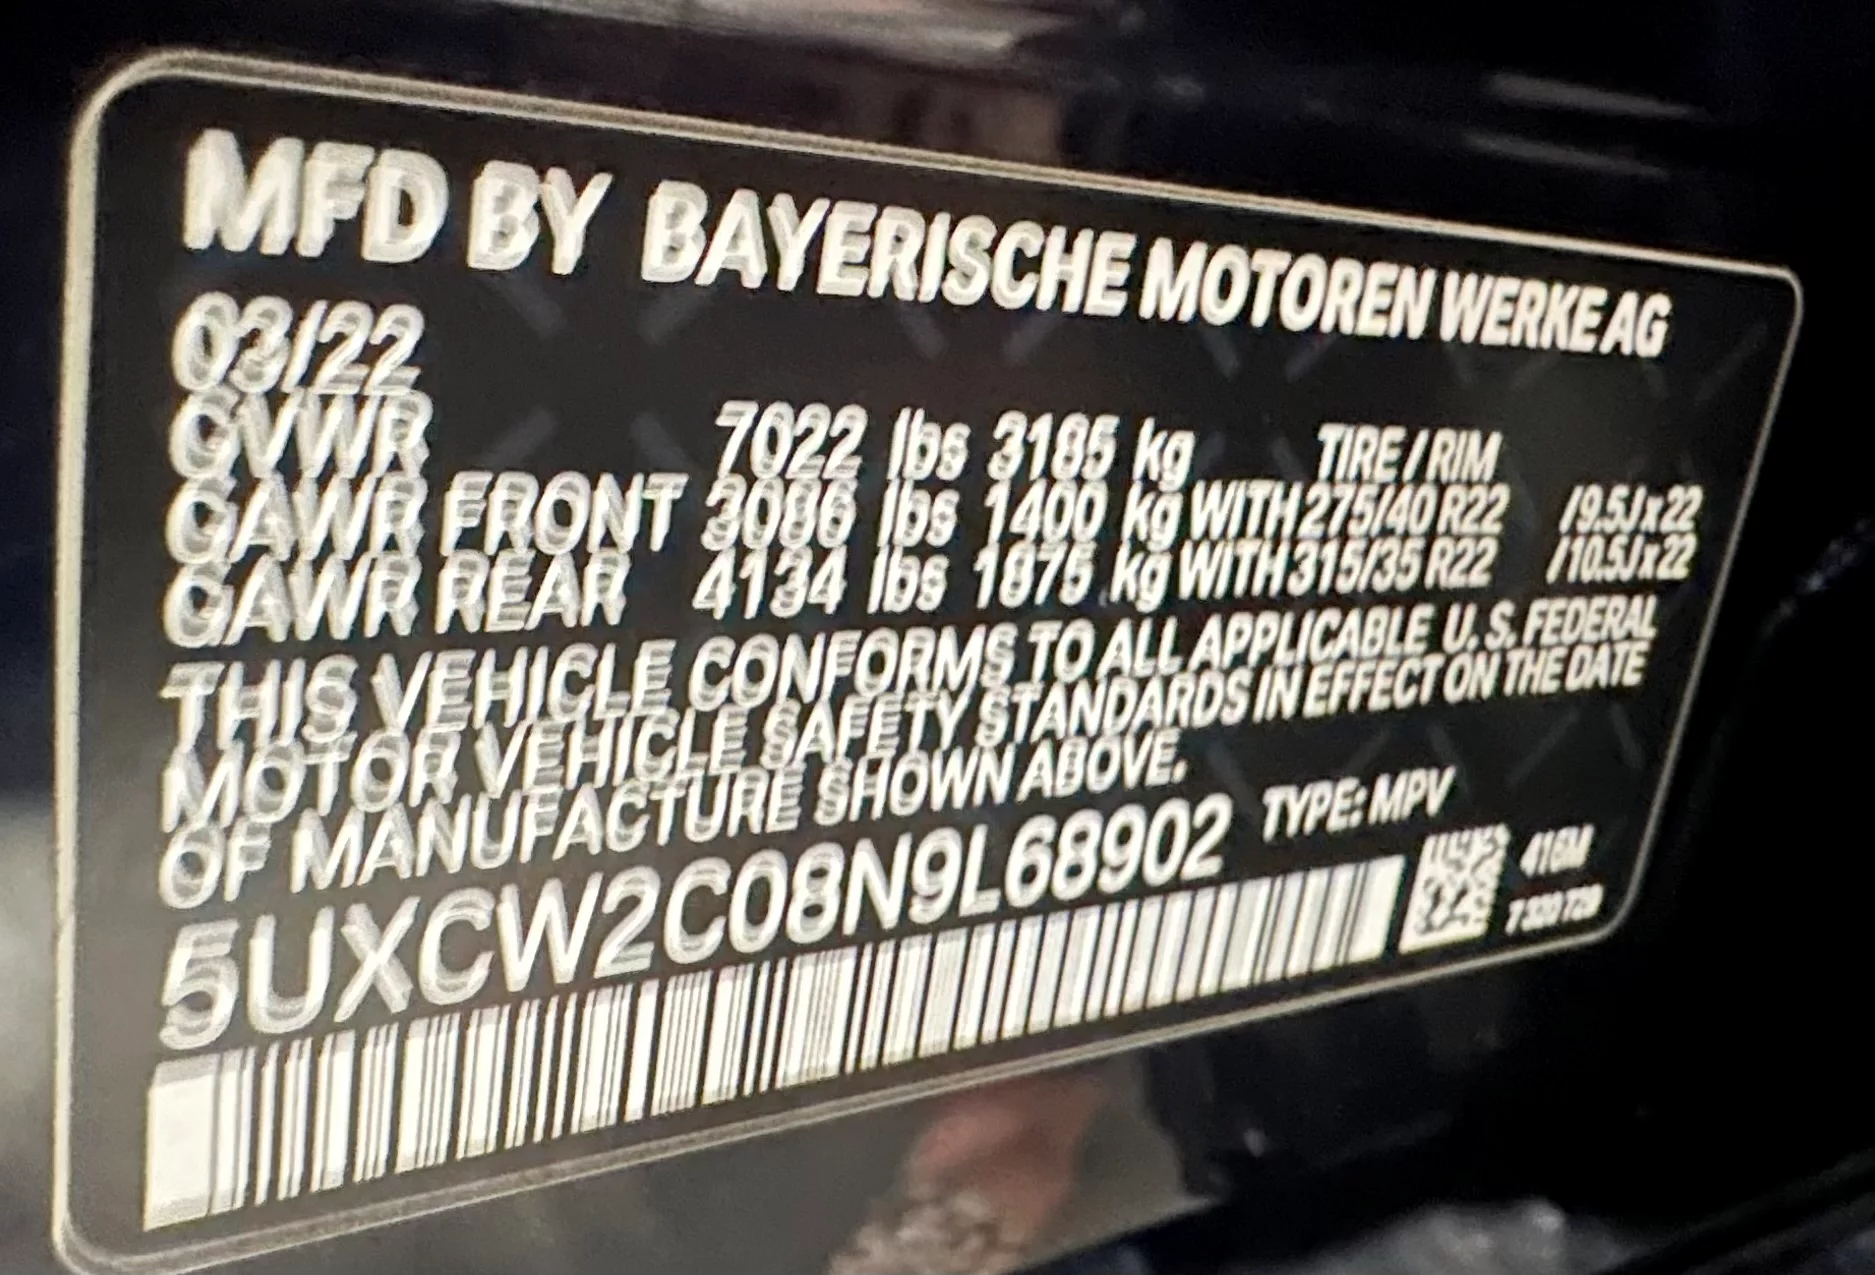 MFD BY BAYERISCHE MOTOREN WERKE AG
03/22
GVWR 7022 lbs 3185 kg TIRE / RIM
GAWR FRONT 3086 lbs 1400 kg WITH 275/40 R22 /9.5Jx22
GAWR REAR 4134 lbs 1875 kg WITH 315/35 R22 /10.5Jx22
THIS VEHICLE CONFORMS TO ALL APPLICABLE U.S. FEDERAL
MOTOR VEHICLE SAFETY STANDARDS IN EFFECT ON THE DATE
OF MANUFACTURE SHOWN ABOVE.
5UXCW2C08N9L68902 TYPE: MPV
416M